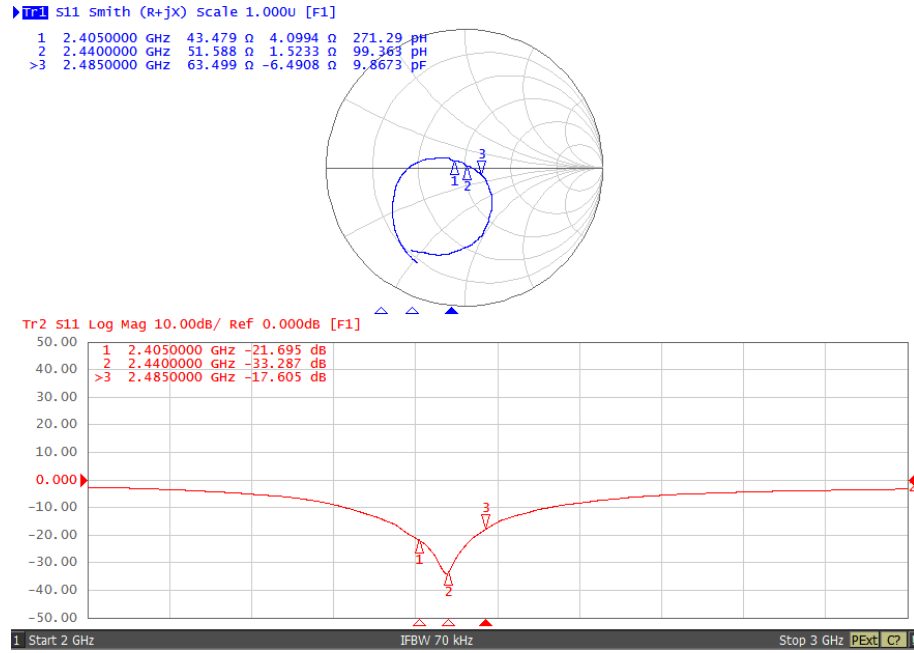 Tr1 S11 Smith (R+jX) Scale 1.000U [F1]
1 2.4050000 GHz 43.479 Ω 4.0994 Ω 271.29 pH
2 2.4400000 GHz 51.588 Ω 1.5233 Ω 99.363 pH
>3 2.4850000 GHz 63.499 Ω -6.4908 Ω 9.8673 pF
3
1
2
Tr2 S11 Log Mag 10.00dB/ Ref 0.000dB [F1]
50.00
1 2.4050000 GHz -21.695 dB
2 2.4400000 GHz -33.287 dB
40.00
>3 2.4850000 GHz -17.605 dB
30.00
20.00
10.00
0.000
2
-10.00
3
-20.00
1
-30.00
-40.00
2
-50.00
1 Start 2 GHz IFBW 70 kHz Stop 3 GHz PExt C?